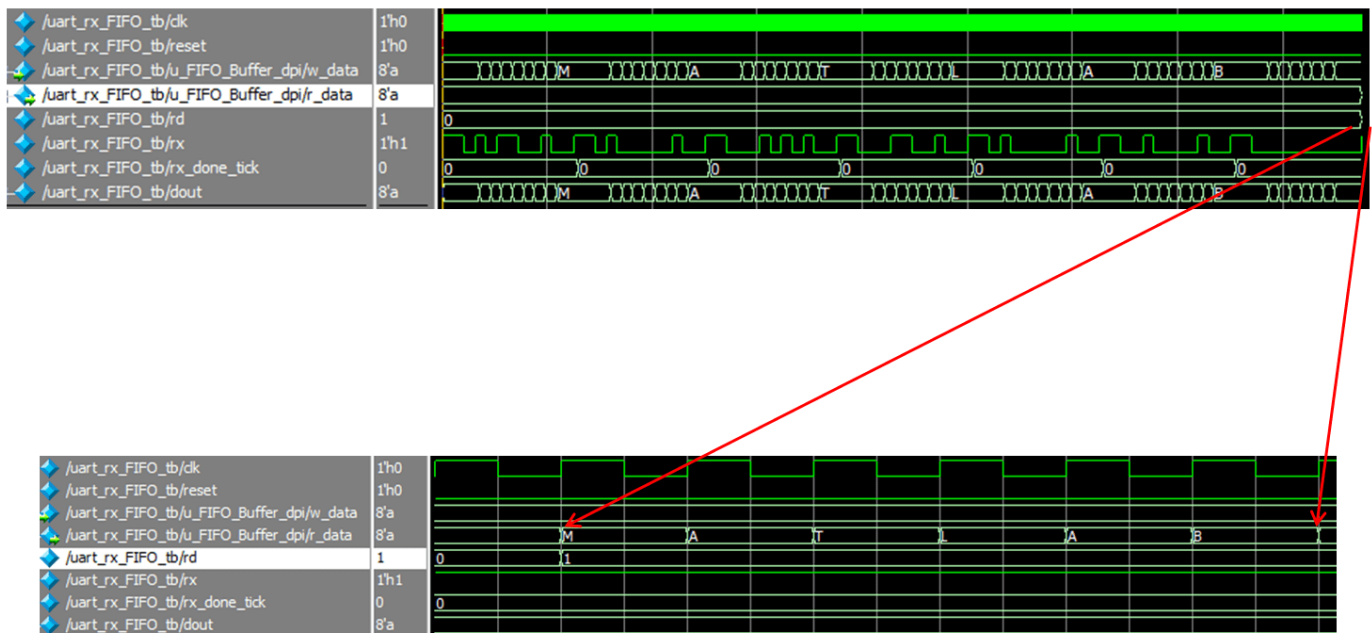 /uart_rx_FIFO_tb/clk 1'h0
/uart_rx_FIFO_tb/reset 1'h0
/uart_rx_FIFO_tb/u_FIFO_Buffer_dpi/w_data 8'a M A T L A B
/uart_rx_FIFO_tb/u_FIFO_Buffer_dpi/r_data 8'a
/uart_rx_FIFO_tb/rd 1 0
/uart_rx_FIFO_tb/rx 1'h1
/uart_rx_FIFO_tb/rx_done_tick 0 0 0 0 0 0 0 0
/uart_rx_FIFO_tb/dout 8'a M A T L A B
/uart_rx_FIFO_tb/clk 1'h0
/uart_rx_FIFO_tb/reset 1'h0
/uart_rx_FIFO_tb/u_FIFO_Buffer_dpi/w_data 8'a
/uart_rx_FIFO_tb/u_FIFO_Buffer_dpi/r_data 8'a M A T L A B
/uart_rx_FIFO_tb/rd 1 0 1
/uart_rx_FIFO_tb/rx 1'h1
/uart_rx_FIFO_tb/rx_done_tick 0 0
/uart_rx_FIFO_tb/dout 8'a